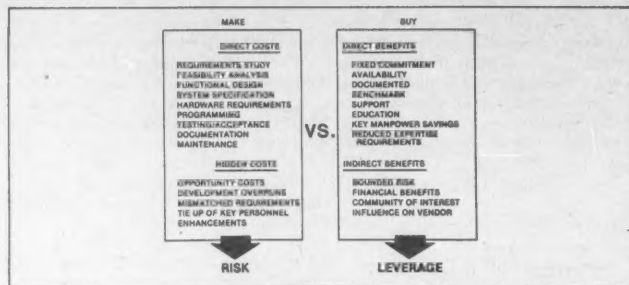 MAKE
DIRECT COSTS
REQUIREMENTS STUDY
FEASIBILITY ANALYSIS
FUNCTIONAL DESIGN
SYSTEM SPECIFICATION
HARDWARE REQUIREMENTS
PROGRAMMING
TESTING/ACCEPTANCE
DOCUMENTATION
MAINTENANCE
HIDDEN COSTS
OPPORTUNITY COSTS
DEVELOPMENT OVERRUNS
MISMATCHED REQUIREMENTS
TIE UP OF KEY PERSONNEL
ENHANCEMENTS
RISK
VS.
BUY
DIRECT BENEFITS
FIXED COMMITMENT
AVAILABILITY
DOCUMENTED
BENCHMARK
SUPPORT
EDUCATION
KEY MANPOWER SAVINGS
REDUCED EXPERTISE
REQUIREMENTS
INDIRECT BENEFITS
BOUNDED RISK
FINANCIAL BENEFITS
COMMUNITY OF INTEREST
INFLUENCE ON VENDOR
LEVERAGE